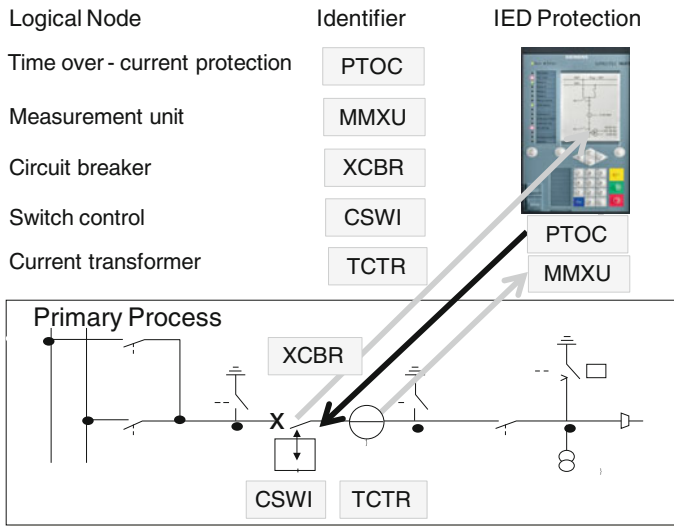 Logical Node Identifier IED Protection
Time over - current protection PTOC
Measurement unit MMXU
Circuit breaker XCBR
Switch control CSWI
Current transformer TCTR
PTOC
MMXU
Primary Process
XCBR
X
CSWI TCTR